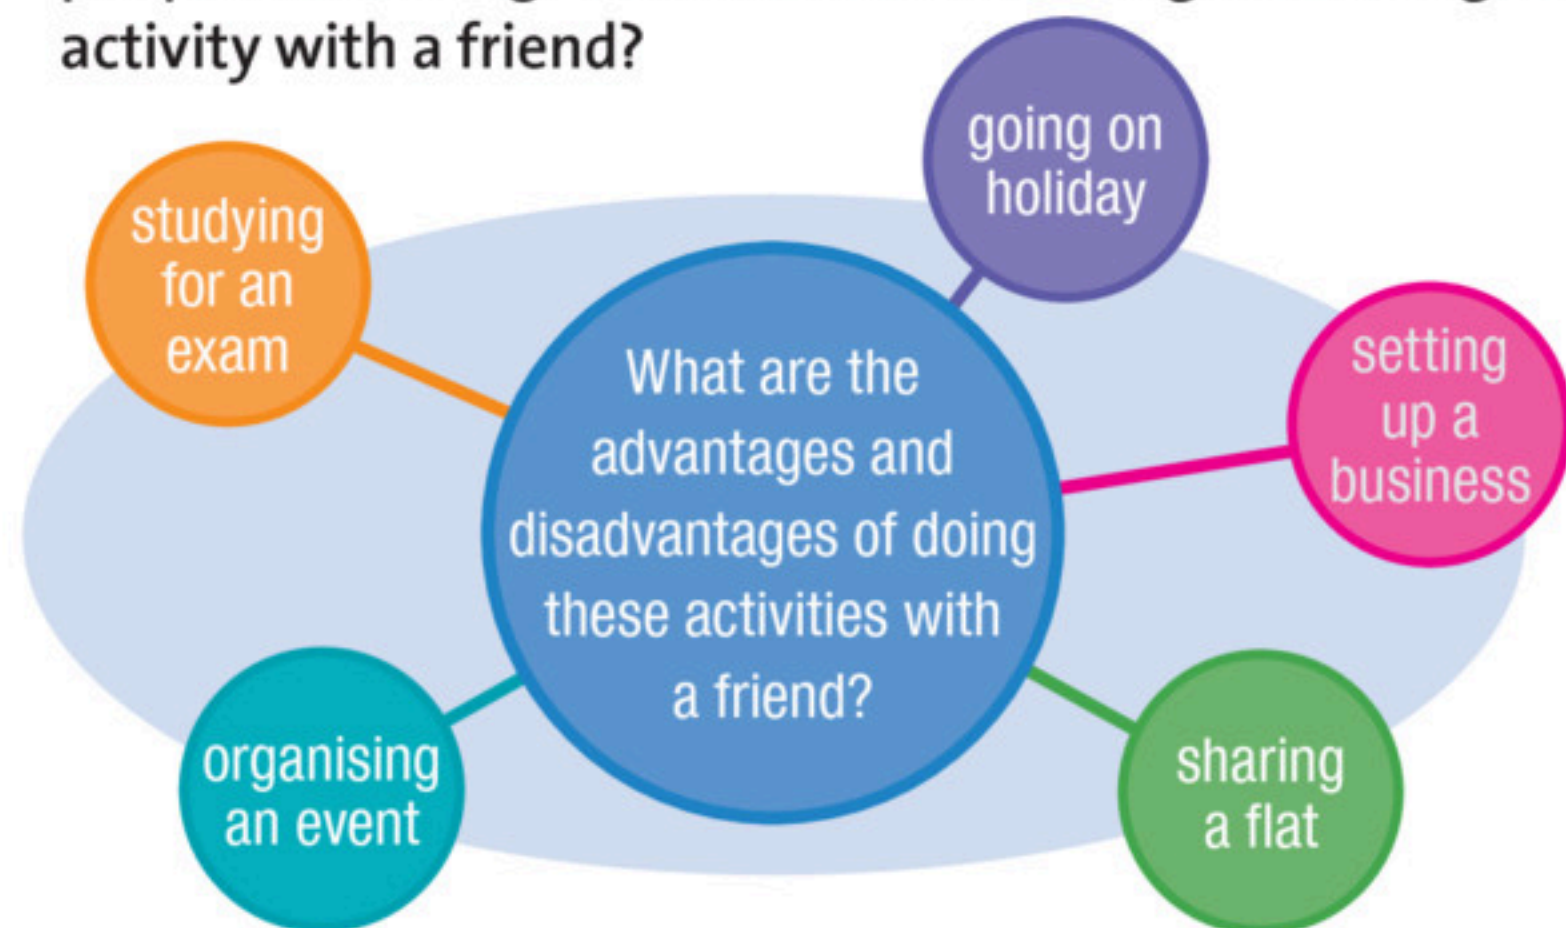 activity with a friend?
going on
holiday
studying
for an
exam
setting
up a
business
What are the
advantages and
disadvantages of doing
these activities with
a friend?
organising
an event
sharing
a flat